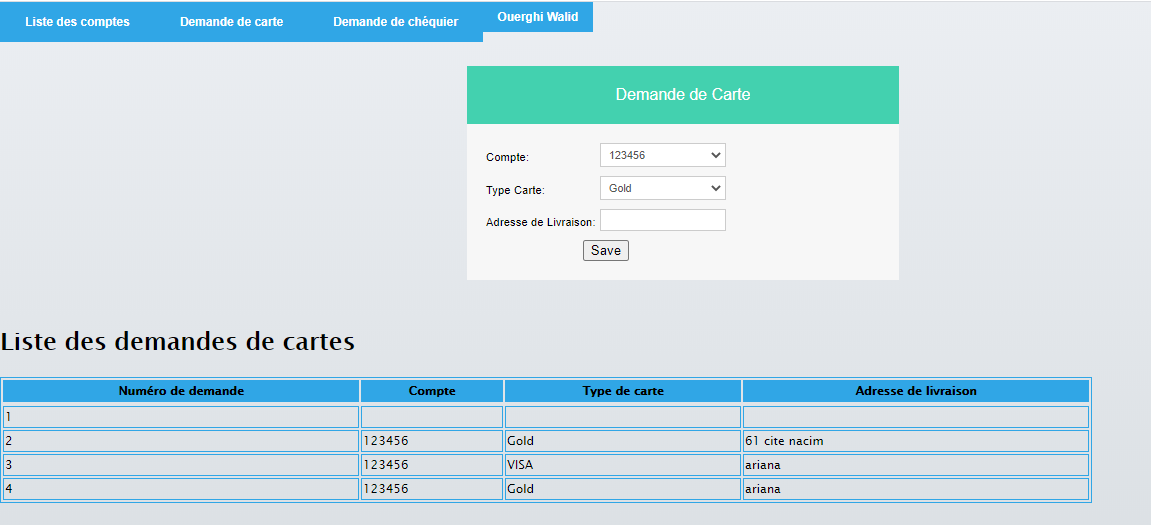 Liste des comptes Demande de carte Demande de chéquier Ouerghi Walid
Demande de Carte
Compte: 123456
Type Carte: Gold
Adresse de Livraison:
Save
Liste des demandes de cartes
Numéro de demande Compte Type de carte Adresse de livraison
1
2 123456 Gold 61 cite nacim
3 123456 VISA ariana
4 123456 Gold ariana